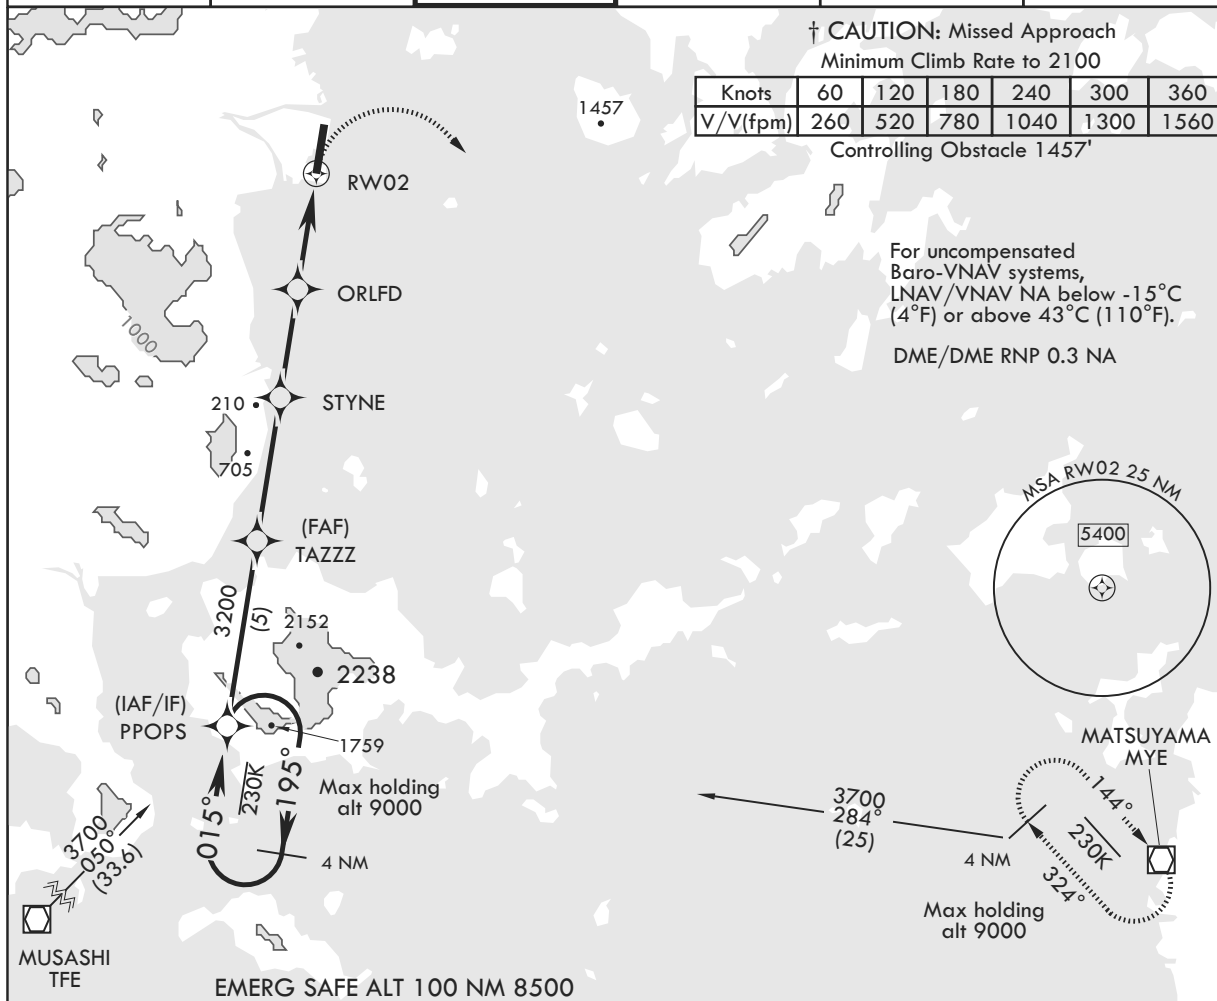 † CAUTION: Missed Approach
Minimum Climb Rate to 2100
Knots 60 120 180 240 300 360
V/V(fpm) 260 520 780 1040 1300 1560
Controlling Obstacle 1457'
1457
RW02
For uncompensated
Baro-VNAV systems,
LNAV/VNAV NA below -15°C
(4°F) or above 43°C (110°F).
DME/DME RNP 0.3 NA
ORLFD
1000
210
STYNE
705
MSA RW02 25 NM
5400
(FAF)
TAZZZ
3200
(5)
2152
2238
(IAF/IF)
PPOPS
1759
015°
230K
195°
Max holding
alt 9000
4 NM
3700
050°
(33.6)
MUSASHI
TFE
3700
284°
(25)
4 NM
MATSUYAMA
MYE
144°
230K
324°
Max holding
alt 9000
EMERG SAFE ALT 100 NM 8500